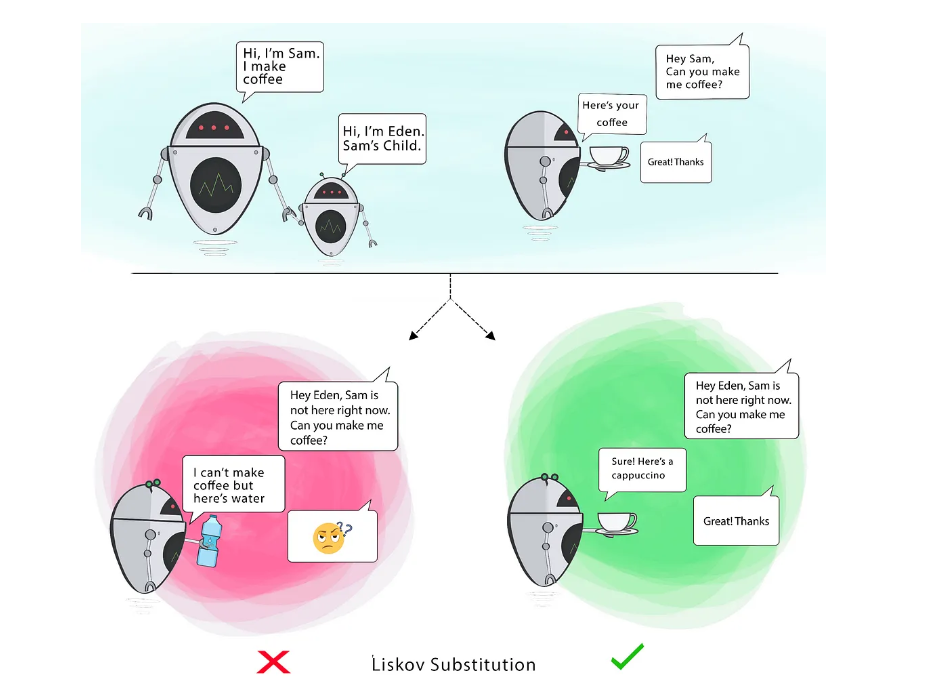 Hi, I'm Sam.
I make
coffee
Hi, I'm Eden.
Sam's Child.
Hey Sam,
Can you make
me coffee?
Here's your
coffee
Great! Thanks
Hey Eden, Sam is
not here right now.
Can you make me
coffee?
I can't make
coffee but
here's water
??
Hey Eden, Sam is
not here right now.
Can you make me
coffee?
Sure! Here's a
cappuccino
Great! Thanks
Liskov Substitution